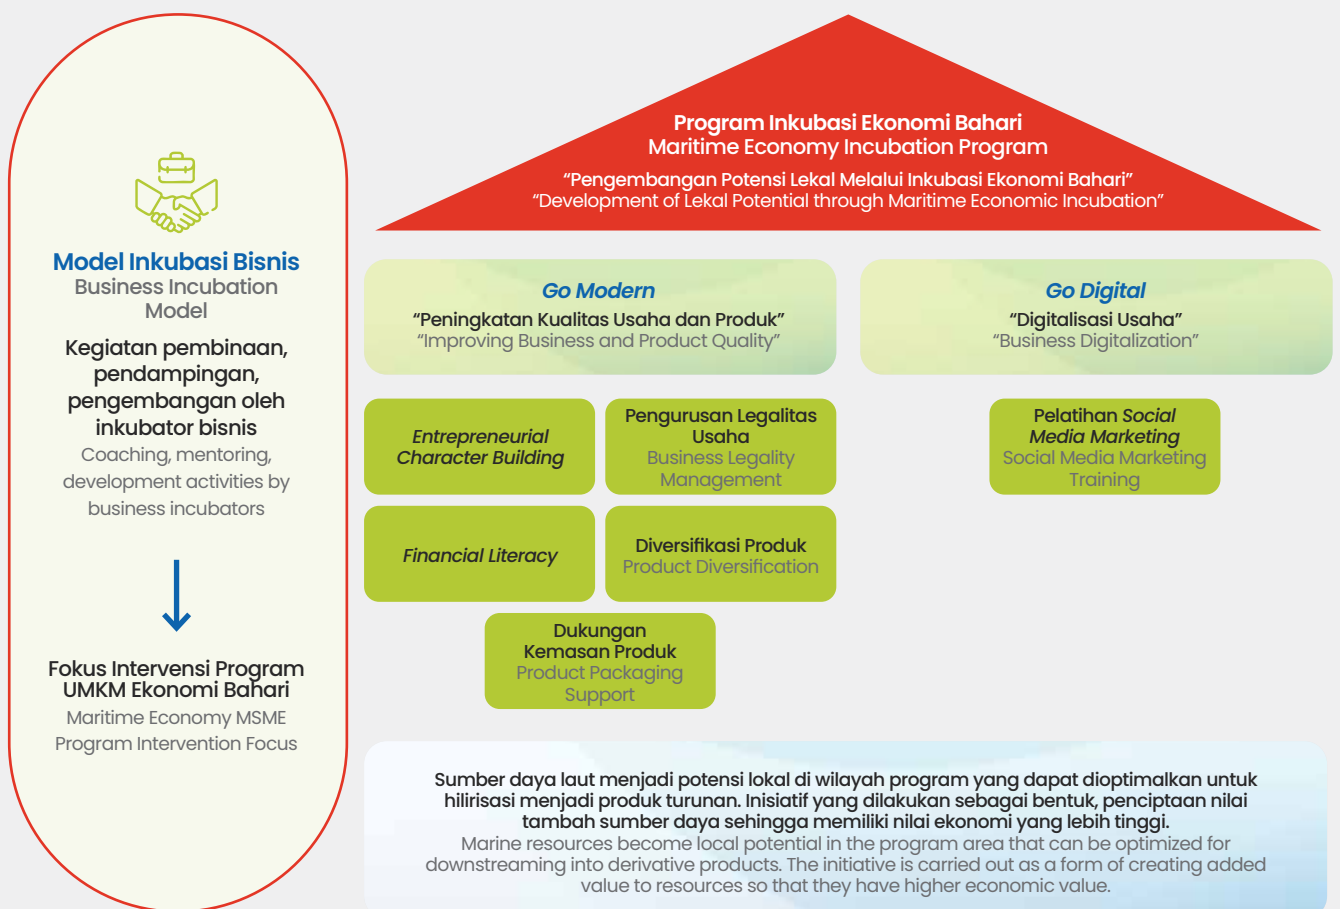 Model Inkubasi Bisnis
Business Incubation
Model
Kegiatan pembinaan,
pendampingan,
pengembangan oleh
inkubator bisnis
Coaching, mentoring,
development activities by
business incubators
Fokus Intervensi Program
UMKM Ekonomi Bahari
Maritime Economy MSME
Program Intervention Focus
Program Inkubasi Ekonomi Bahari
Maritime Economy Incubation Program
“Pengembangan Potensi Lekal Melalui Inkubasi Ekonomi Bahari”
“Development of Lekal Potential through Maritime Economic Incubation”
Go Modern
“Peningkatan Kualitas Usaha dan Produk”
“Improving Business and Product Quality”
Entrepreneurial
Character Building
Pengurusan Legalitas
Usaha
Business Legality
Management
Financial Literacy
Diversifikasi Produk
Product Diversification
Dukungan
Kemasan Produk
Product Packaging
Support
Go Digital
“Digitalisasi Usaha”
“Business Digitalization”
Pelatihan Social
Media Marketing
Social Media Marketing
Training
Sumber daya laut menjadi potensi lokal di wilayah program yang dapat dioptimalkan untuk
hilirisasi menjadi produk turunan. Inisiatif yang dilakukan sebagai bentuk, penciptaan nilai
tambah sumber daya sehingga memiliki nilai ekonomi yang lebih tinggi.
Marine resources become local potential in the program area that can be optimized for
downstreaming into derivative products. The initiative is carried out as a form of creating added
value to resources so that they have higher economic value.